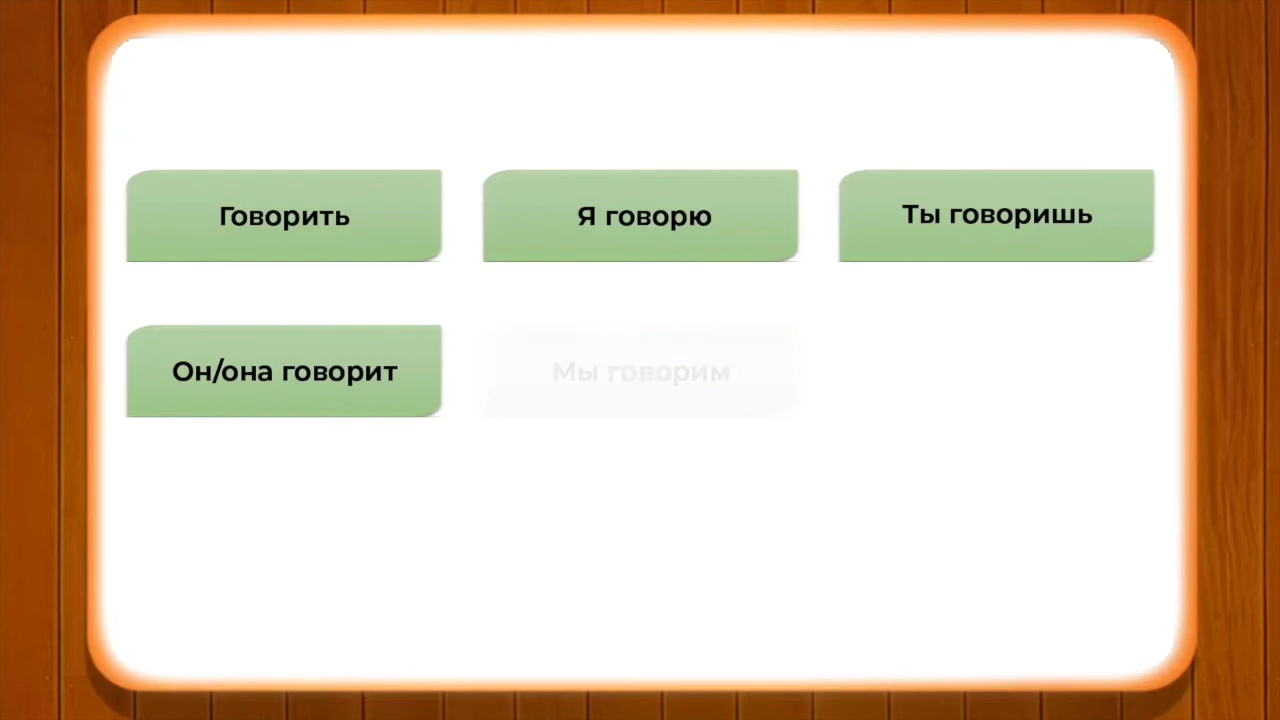 Говорить
Я говорю
Ты говоришь
Он/она говорит
Мы говорим